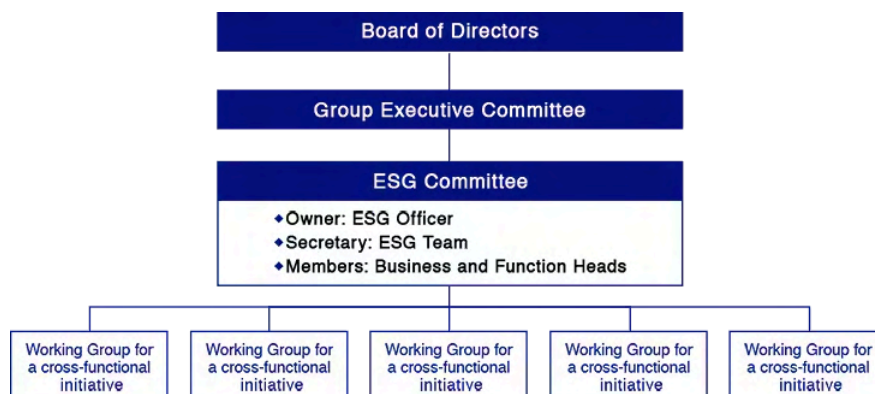 Board of Directors
Group Executive Committee
ESG Committee
◆Owner: ESG Officer
◆Secretary: ESG Team
◆Members: Business and Function Heads
Working Group for
a cross-functional
initiative
Working Group for
a cross-functional
initiative
Working Group for
a cross-functional
initiative
Working Group for
a cross-functional
initiative
Working Group for
a cross-functional
initiative